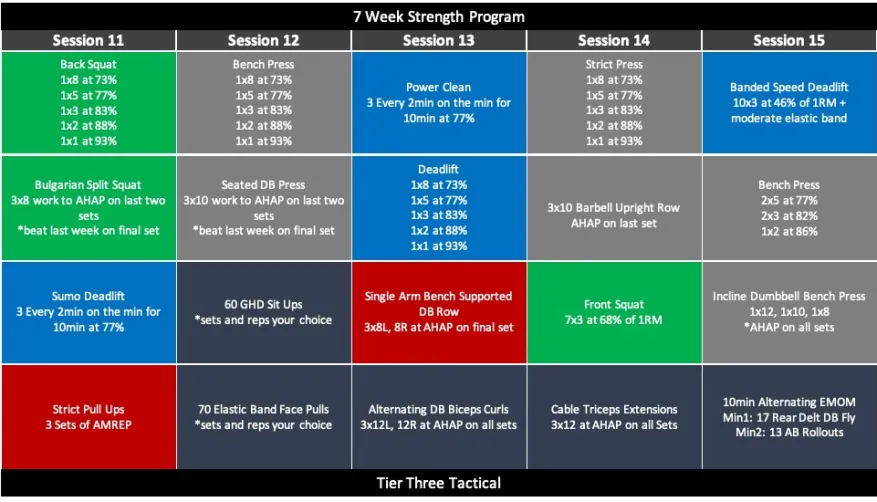 7 Week Strength Program
Session 11
Session 12
Session 13
Session 14
Session 15
Back Squat
1x8 at 73%
1x5 at 77%
1x3 at 83%
1x2 at 88%
1x1 at 93%
Bench Press
1x8 at 73%
1x5 at 77%
1x3 at 83%
1x2 at 88%
1x1 at 93%
Power Clean
3 Every 2min on the min for
10min at 77%
Strict Press
1x8 at 73%
1x5 at 77%
1x3 at 83%
1x2 at 88%
1x1 at 93%
Banded Speed Deadlift
10x3 at 46% of 1RM +
moderate elastic band
Bulgarian Split Squat
3x8 work to AHAP on last two
sets
*beat last week on final set
Seated DB Press
3x10 work to AHAP on last two
sets
*beat last week on final set
Deadlift
1x8 at 73%
1x5 at 77%
1x3 at 83%
1x2 at 88%
1x1 at 93%
3x10 Barbell Upright Row
AHAP on last set
Bench Press
2x5 at 77%
2x3 at 82%
1x2 at 86%
Sumo Deadlift
3 Every 2min on the min for
10min at 77%
60 GHD Sit Ups
*sets and reps your choice
Single Arm Bench Supported
DB Row
3x8L, 8R at AHAP on final set
Front Squat
7x3 at 68% of 1RM
Incline Dumbbell Bench Press
1x12, 1x10, 1x8
*AHAP on all sets
Strict Pull Ups
3 Sets of AMREP
70 Elastic Band Face Pulls
*sets and reps your choice
Alternating DB Biceps Curls
3x12L, 12R at AHAP on all sets
Cable Triceps Extensions
3x12 at AHAP on all Sets
10min Alternating EMOM
Min1: 17 Rear Delt DB Fly
Min2: 13 AB Rollouts
Tier Three Tactical